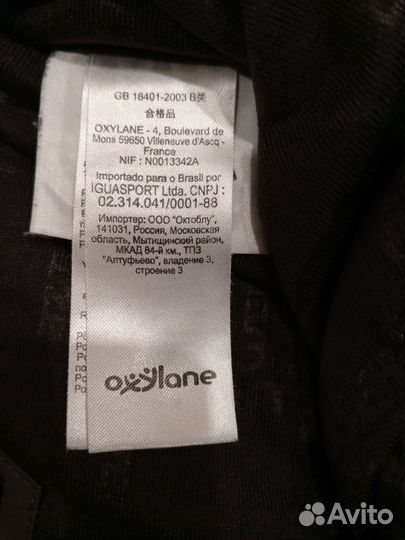 GB 18401-2003 B类
合格品
OXYLANE - 4, Boulevard de
Mons 59650 Villeneuve d'Ascq -
France
NIF : N0013342A
Importado para o Brasil por
IGUASPORT Ltda. CNPJ :
02.314.041/0001-88
Импортер: ООО "Октоблу",
141031, Россия, Московская
область, Мытищинский район,
МКАД 84-й км., ТПЗ
"Алтуфьево", владение 3,
строение 3
oxylane
Avito